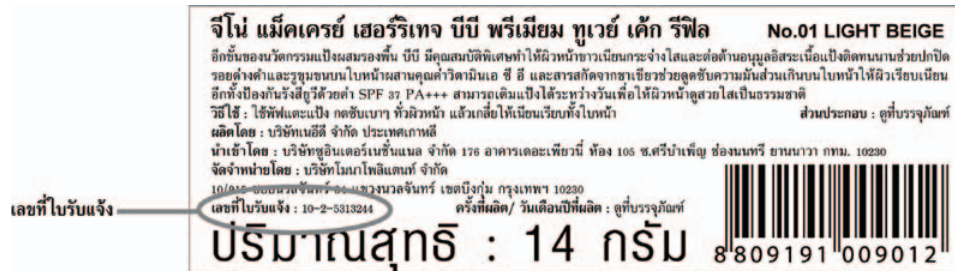 จีโน่ แม็คเครย์ เฮอร์ริเทจ บีบี พรีเมียม ทูเวย์ เค้ก รีฟิล No.01 LIGHT BEIGE
อีกขั้นของนวัตกรรมแป้งผสมรองพื้น บีบี มีคุณสมบัติพิเศษทำให้ผิวหน้าขาวเนียนกระจ่างใสและต่อต้านอนุมูลอิสระเนื้อแป้งติดทนนานช่วยปกปิด
รอยด่างดำและรูขุมขนบนใบหน้าผสานคุณค่าวิตามินเอ ซี อี และสารสกัดจากชาเขียวช่วยดูดซับความมันส่วนเกินบนใบหน้าให้ผิวเรียบเนียน
อีกทั้งป้องกันรังสียูวีด้วยค่า SPF 37 PA+++ สามารถเติมแป้งได้ระหว่างวันเพื่อให้ผิวหน้าดูสวยใสเป็นธรรมชาติ
วิธีใช้ : ใช้พัฟแตะแป้ง กดซับเบาๆ ทั่วผิวหน้า แล้วเกลี่ยให้เนียนเรียบทั้งใบหน้า ส่วนประกอบ : ดูที่บรรจุภัณฑ์
ผลิตโดย : บริษัทเนอีดี จำกัด ประเทศเกาหลี
นำเข้าโดย : บริษัทซูอินเตอร์เนชั่นแนล จำกัด 176 อาคารเดอะเพียวนี่ ห้อง 105 ซ.ศรีบำเพ็ญ ช่องนนทรี ยานนาวา กทม. 10230
จัดจำหน่ายโดย : บริษัทโมนาโพลิแตนท์ จำกัด
แขวงนวลจันทร์ เขตบึงกุ่ม กรุงเทพฯ 10230
เลขที่ใบรับแจ้ง
เลขที่ใบรับแจ้ง : 10-2-5313244 ครั้งที่ผลิต/ วันเดือนปีที่ผลิต : ดูที่บรรจุภัณฑ์
ปริมาณสุทธิ : 14 กรัม
8 809191 009012